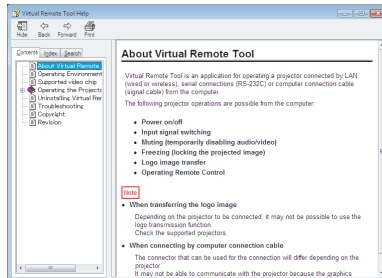 Virtual Remote Tool Help
Hide Back Forward Print
Contents Index Search
About Virtual Remote
Operating Environment
Supported video chip
Operating the Projecto
Uninstalling Virtual Rer
Troubleshooting
Copyright
Revision
About Virtual Remote Tool
Virtual Remote Tool is an application for operating a projector connected by LAN
(wired or wireless), serial connections (RS-232C) or computer connection cable
(signal cable) from the computer.
The following projector operations are possible from the computer:
• Power on/off
• Input signal switching
• Muting (temporarily disabling audio/video)
• Freezing (locking the projected image)
• Logo image transfer
• Operating Remote Control
Note
• When transferring the logo image
Depending on the projector to be connected, it may not be possible to use the
logo transmission function.
Check the supported projectors.
• When connecting by computer connection cable
The connector that can be used for the connection will differ depending on the
projector.
It may not be able to communicate with the projector because the graphics